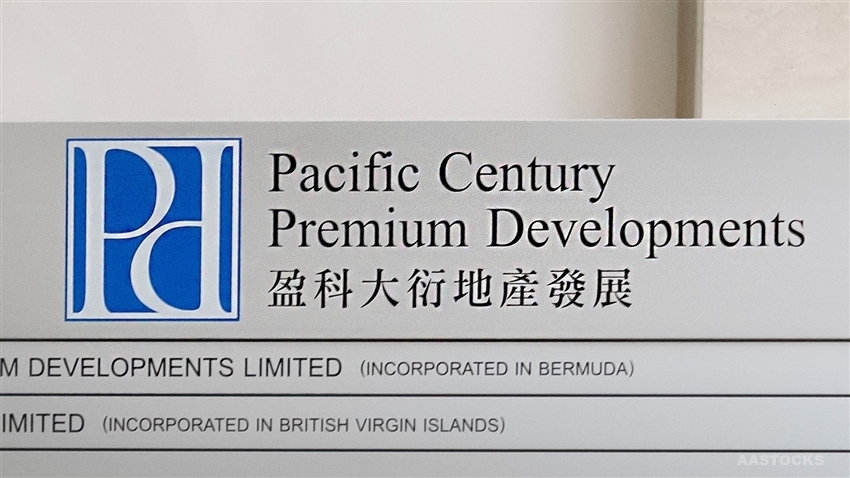 Pd
Pacific Century
Premium Developments
盈科大衍地產發展
M DEVELOPMENTS LIMITED (INCORPORATED IN BERMUDA)
IMITED (INCORPORATED IN BRITISH VIRGIN ISLANDS)
AASTOCKS